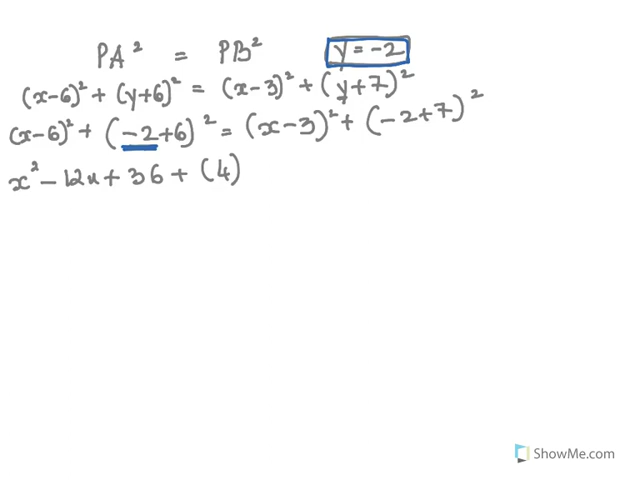 PA² = PB² y = -2
(x-6)² + (y+6)² = (x-3)² + (y+7)²
(x-6)² + (-2+6)² = (x-3)² + (-2+7)²
x² - 12x + 36 + (4)
ShowMe.com